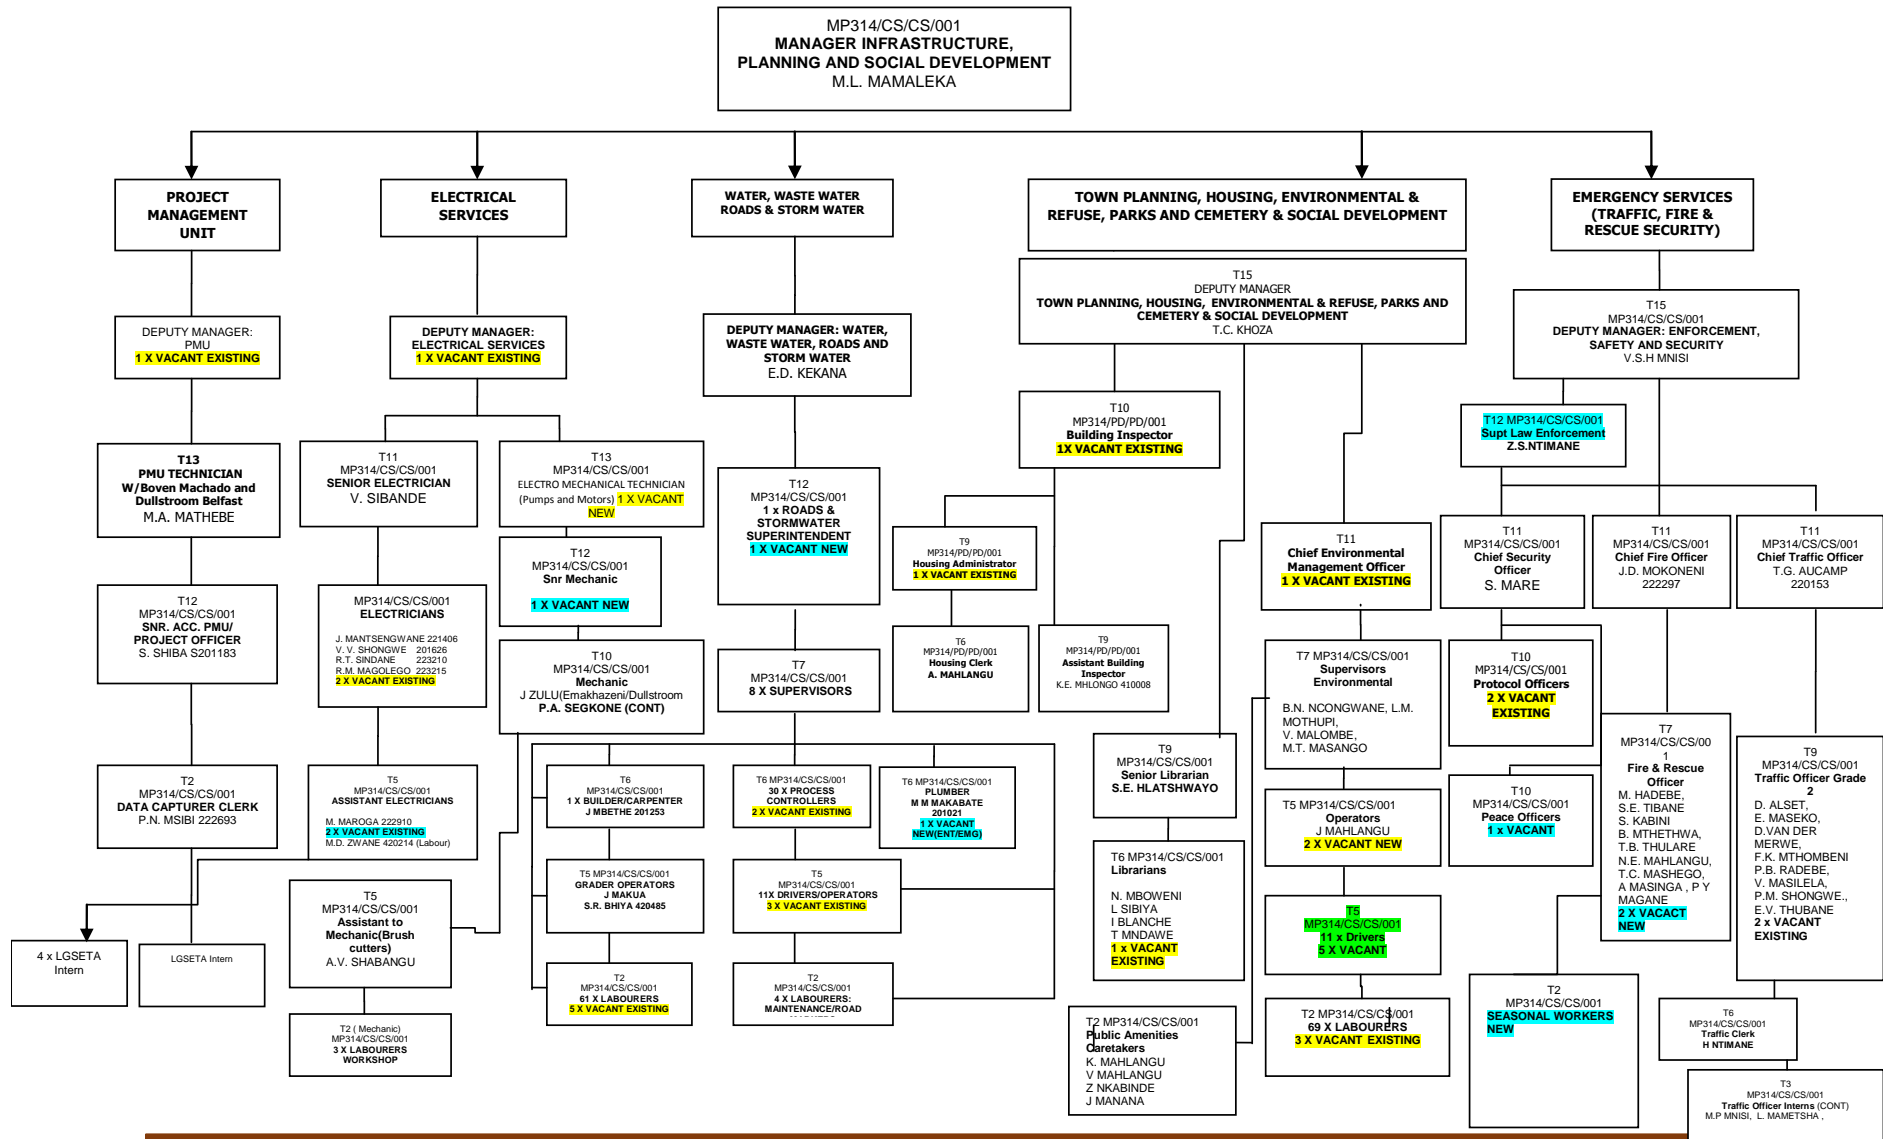 MP314/CS/CS/001
MANAGER INFRASTRUCTURE,
PLANNING AND SOCIAL DEVELOPMENT
M.L. MAMALEKA
PROJECT
MANAGEMENT
UNIT
ELECTRICAL
SERVICES
WATER, WASTE WATER
ROADS & STORM WATER
TOWN PLANNING, HOUSING, ENVIRONMENTAL &
REFUSE, PARKS AND CEMETERY & SOCIAL DEVELOPMENT
EMERGENCY SERVICES
(TRAFFIC, FIRE &
RESCUE SECURITY)
DEPUTY MANAGER:
PMU
1 X VACANT EXISTING
T13
PMU TECHNICIAN
W/Boven Machado and
Dullstroom Belfast
M.A. MATHEBE
T12
MP314/CS/CS/001
SNR. ACC. PMU/
PROJECT OFFICER
S. SHIBA S201183
T2
MP314/CS/CS/001
DATA CAPTURER CLERK
P.N. MSIBI 222693
4 x LGSETA
Intern
LGSETA Intern
DEPUTY MANAGER:
ELECTRICAL SERVICES
1 X VACANT EXISTING
T11
MP314/CS/CS/001
SENIOR ELECTRICIAN
V. SIBANDE
MP314/CS/CS/001
ELECTRICIANS
J. MANTSENGWANE 221406
V. V. SHONGWE 201626
R.T. SINDANE 223210
R.M. MAGOLEGO 223215
2 X VACANT EXISTING
T5
MP314/CS/CS/001
ASSISTANT ELECTRICIANS
M. MAROGA 222910
2 X VACANT EXISTING
M.D. ZWANE 420214 (Labour)
T13
MP314/CS/CS/001
ELECTRO MECHANICAL TECHNICIAN
(Pumps and Motors) 1 X VACANT
NEW
T12
MP314/CS/CS/001
Snr Mechanic
1 X VACANT NEW
T10
MP314/CS/CS/001
Mechanic
J ZULU(Emakhazeni/Dullstroom
P.A. SEGKONE (CONT)
T5
MP314/CS/CS/001
Assistant to
Mechanic(Brush
cutters)
A.V. SHABANGU
T2 ( Mechanic)
MP314/CS/CS/001
3 X LABOURERS
WORKSHOP
DEPUTY MANAGER: WATER,
WASTE WATER, ROADS AND
STORM WATER
E.D. KEKANA
T12
MP314/CS/CS/001
1 x ROADS &
STORMWATER
SUPERINTENDENT
1 X VACANT NEW
T7
MP314/CS/CS/001
8 X SUPERVISORS
T6
MP314/CS/CS/001
1 X BUILDER/CARPENTER
J MBETHE 201253
T5 MP314/CS/CS/001
GRADER OPERATORS
J MAKUA
S.R. BHIYA 420485
T2
MP314/CS/CS/001
61 X LABOURERS
5 X VACANT EXISTING
T6 MP314/CS/CS/001
30 X PROCESS
CONTROLLERS
2 X VACANT EXISTING
T5
MP314/CS/CS/001
11X DRIVERS/OPERATORS
3 X VACANT EXISTING
T2
MP314/CS/CS/001
4 X LABOURERS:
MAINTENANCE/ROAD
T6 MP314/CS/CS/001
PLUMBER
M M MAKABATE
201021
1 X VACANT
NEW(ENT/EMG)
T15
DEPUTY MANAGER
TOWN PLANNING, HOUSING, ENVIRONMENTAL & REFUSE, PARKS AND
CEMETERY & SOCIAL DEVELOPMENT
T.C. KHOZA
T10
MP314/PD/PD/001
Building Inspector
1X VACANT EXISTING
T9
MP314/PD/PD/001
Housing Administrator
1 X VACANT EXISTING
T6
MP314/PD/PD/001
Housing Clerk
A. MAHLANGU
T9
MP314/PD/PD/001
Assistant Building
Inspector
K.E. MHLONGO 410008
T9
MP314/CS/CS/001
Senior Librarian
S.E. HLATSHWAYO
T6 MP314/CS/CS/001
Librarians
N. MBOWENI
L SIBIYA
I BLANCHE
T MNDAWE
1 x VACANT
EXISTING
T11
Chief Environmental
Management Officer
1 X VACANT EXISTING
T7 MP314/CS/CS/001
Supervisors
Environmental
B.N. NCONGWANE, L.M.
MOTHUPI,
V. MALOMBE,
M.T. MASANGO
T5 MP314/CS/CS/001
Operators
J MAHLANGU
2 X VACANT NEW
T5
MP314/CS/CS/001
11 x Drivers
5 X VACANT
T2 MP314/CS/CS/001
69 X LABOURERS
3 X VACANT EXISTING
T2 MP314/CS/CS/001
Public Amenities
Caretakers
K. MAHLANGU
V MAHLANGU
Z NKABINDE
J MANANA
T15
MP314/CS/CS/001
DEPUTY MANAGER: ENFORCEMENT,
SAFETY AND SECURITY
V.S.H MNISI
T12 MP314/CS/CS/001
Supt Law Enforcement
Z.S.NTIMANE
T11
MP314/CS/CS/001
Chief Security
Officer
S. MARE
T10
MP314/CS/CS/001
Protocol Officers
2 X VACANT
EXISTING
T10
MP314/CS/CS/001
Peace Officers
1 x VACANT
T11
MP314/CS/CS/001
Chief Fire Officer
J.D. MOKONENI
222297
T7
MP314/CS/CS/00
1
Fire & Rescue
Officer
M. HADEBE,
S.E. TIBANE
S. KABINI
B. MTHETHWA,
T.B. THULARE
N.E. MAHLANGU,
T.C. MASHEGO,
A MASINGA , P Y
MAGANE
2 X VACACT
NEW
T2
MP314/CS/CS/001
SEASONAL WORKERS
NEW
T11
MP314/CS/CS/001
Chief Traffic Officer
T.G. AUCAMP
220153
T9
MP314/CS/CS/001
Traffic Officer Grade
2
D. ALSET,
E. MASEKO,
D.VAN DER
MERWE,
F.K. MTHOMBENI
P.B. RADEBE,
V. MASILELA,
P.M. SHONGWE.,
E.V. THUBANE
2 x VACANT
EXISTING
T6
MP314/CS/CS/001
Traffic Clerk
H NTIMANE
T3
MP314/CS/CS/001
Traffic Officer Interns (CONT)
M.P MNISI, L. MAMETSHA ,